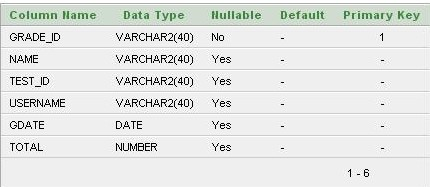 Column Name Data Type Nullable Default Primary Key
GRADE_ID VARCHAR2(40) No - 1
NAME VARCHAR2(40) Yes - -
TEST_ID VARCHAR2(40) Yes - -
USERNAME VARCHAR2(40) Yes - -
GDATE DATE Yes - -
TOTAL NUMBER Yes - -
1 - 6